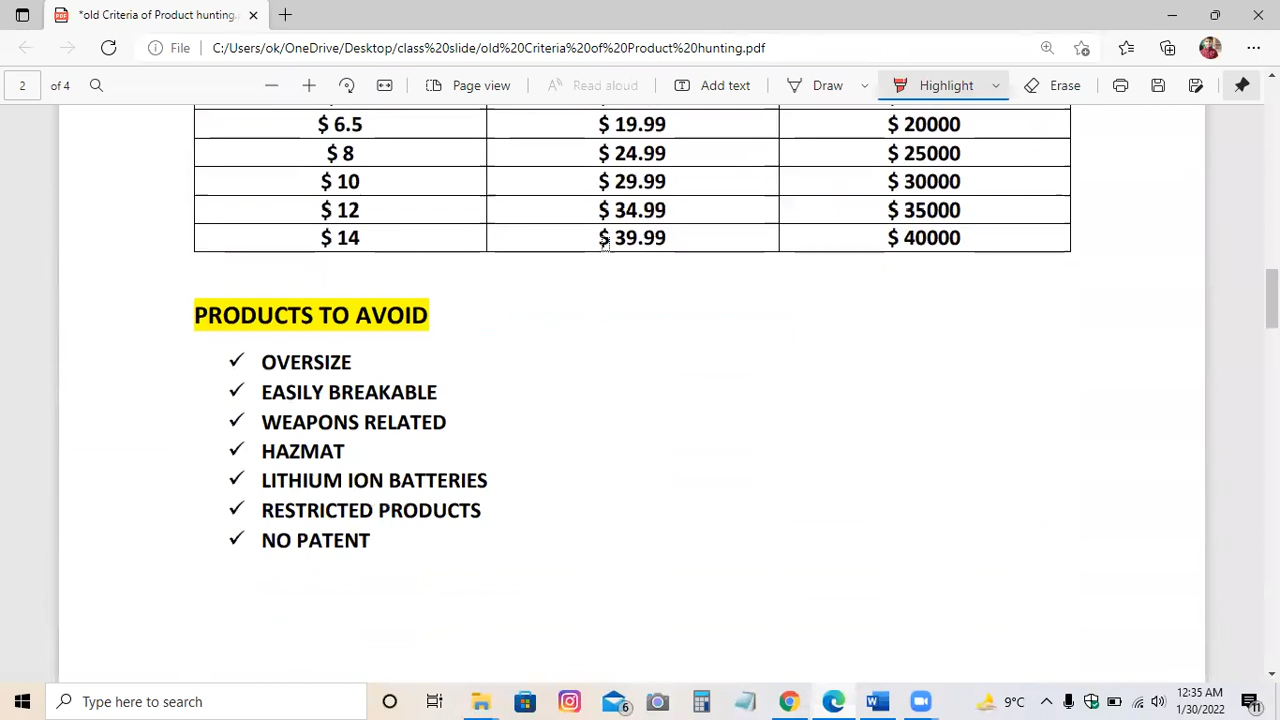 *old Criteria of Product hunting.
File
C:/Users/ok/OneDrive/Desktop/class%20slide/old%20Criteria%20of%20Product%20hunting.pdf
2 of 4
Page view
Read aloud
Add text
Draw
Highlight
Erase
$ 6.5 $ 19.99 $ 20000
$ 8 $ 24.99 $ 25000
$ 10 $ 29.99 $ 30000
$ 12 $ 34.99 $ 35000
$ 14 $ 39.99 $ 40000
PRODUCTS TO AVOID
✓ OVERSIZE
✓ EASILY BREAKABLE
✓ WEAPONS RELATED
✓ HAZMAT
✓ LITHIUM ION BATTERIES
✓ RESTRICTED PRODUCTS
✓ NO PATENT
Type here to search
6
9°C
12:35 AM
1/30/2022
11